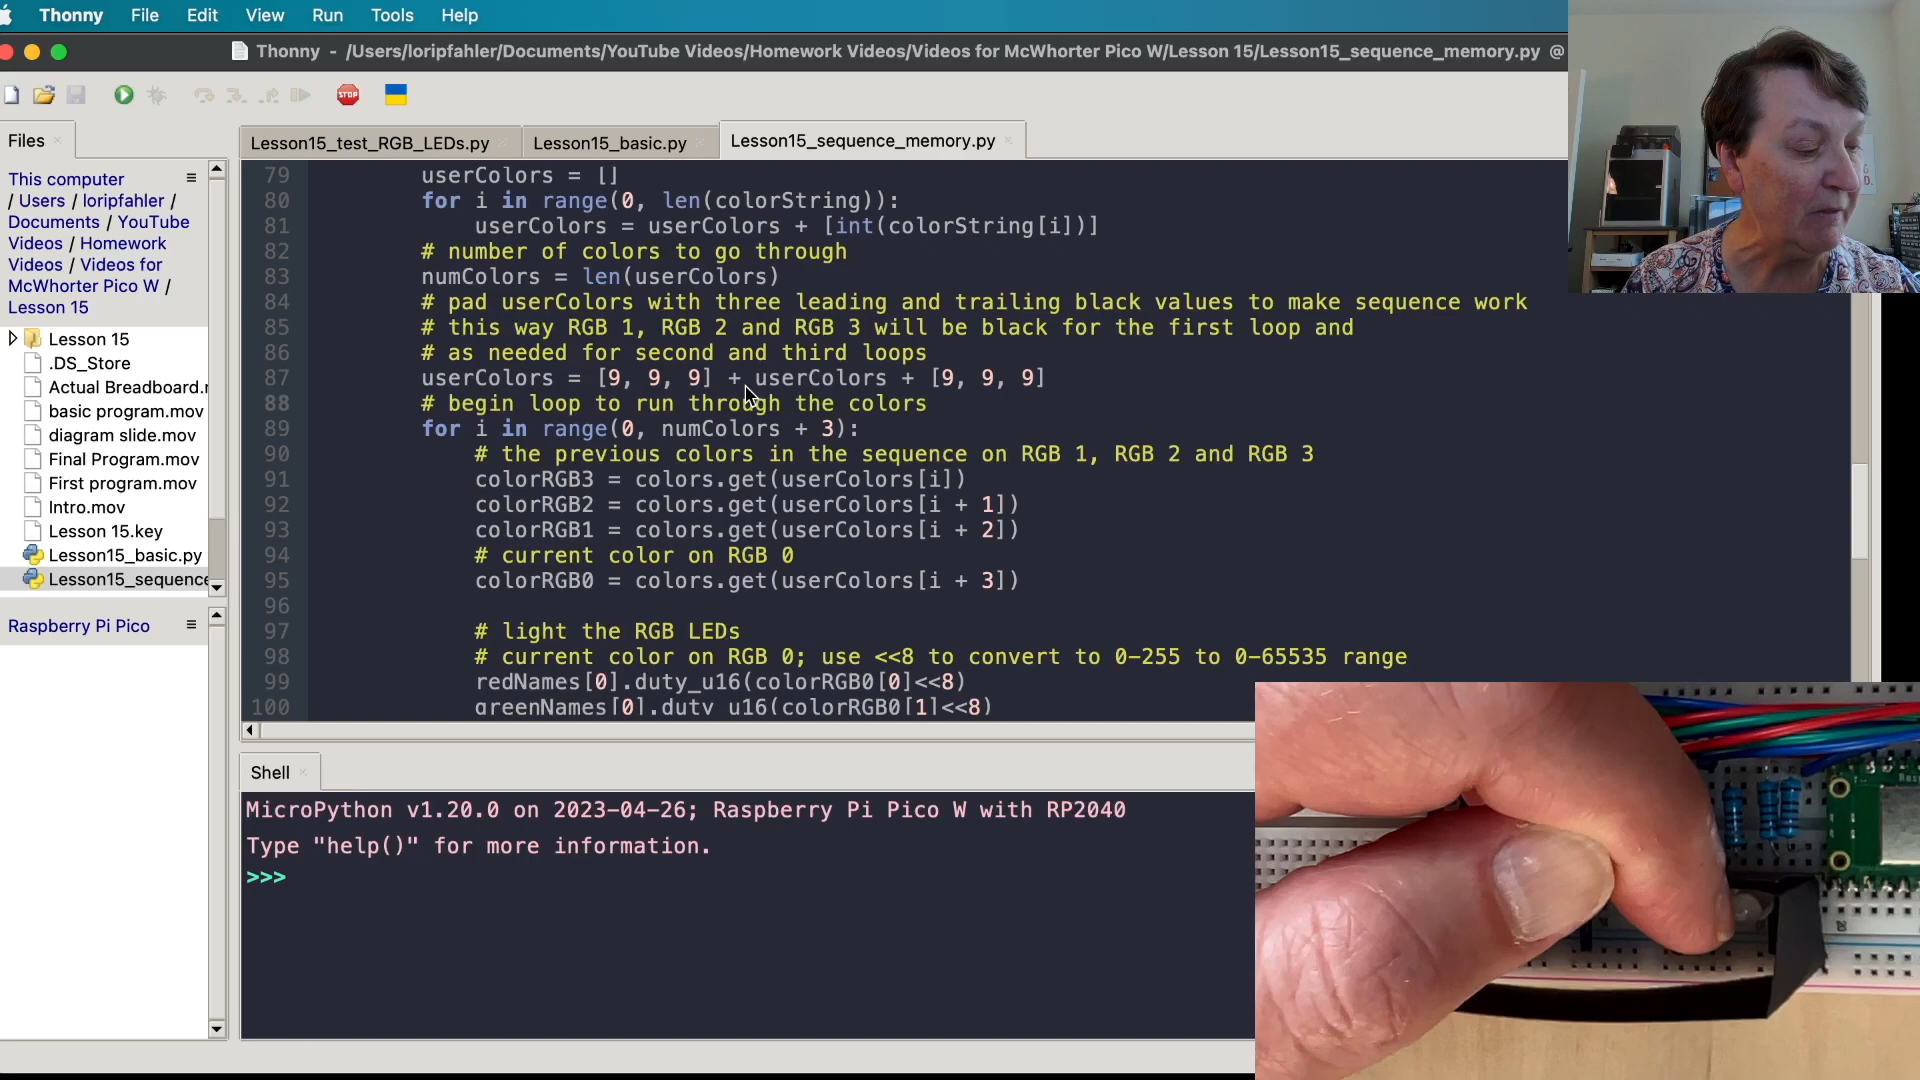 Thonny File Edit View Run Tools Help
Thonny - /Users/loripfahler/Documents/YouTube Videos/Homework Videos/Videos for McWhorter Pico W/Lesson 15/Lesson15_sequence_memory.py @
STOP
Files
Lesson15_test_RGB_LEDs.py
Lesson15_basic.py
Lesson15_sequence_memory.py
This computer
/ Users / loripfahler /
Documents / YouTube
Videos / Homework
Videos / Videos for
McWhorter Pico W /
Lesson 15
Lesson 15
.DS_Store
Actual Breadboard.
basic program.mov
diagram slide.mov
Final Program.mov
First program.mov
Intro.mov
Lesson 15.key
Lesson15_basic.py
Lesson15_sequence
Raspberry Pi Pico
79 userColors = []
80 for i in range(0, len(colorString)):
81 userColors = userColors + [int(colorString[i])]
82 # number of colors to go through
83 numColors = len(userColors)
84 # pad userColors with three leading and trailing black values to make sequence work
85 # this way RGB 1, RGB 2 and RGB 3 will be black for the first loop and
86 # as needed for second and third loops
87 userColors = [9, 9, 9] + userColors + [9, 9, 9]
88 # begin loop to run through the colors
89 for i in range(0, numColors + 3):
90 # the previous colors in the sequence on RGB 1, RGB 2 and RGB 3
91 colorRGB3 = colors.get(userColors[i])
92 colorRGB2 = colors.get(userColors[i + 1])
93 colorRGB1 = colors.get(userColors[i + 2])
94 # current color on RGB 0
95 colorRGB0 = colors.get(userColors[i + 3])
96
97 # light the RGB LEDs
98 # current color on RGB 0; use <<8 to convert to 0-255 to 0-65535 range
99 redNames[0].duty_u16(colorRGB0[0]<<8)
100 greenNames[0].duty_u16(colorRGB0[1]<<8)
Shell
MicroPython v1.20.0 on 2023-04-26; Raspberry Pi Pico W with RP2040
Type "help()" for more information.
>>>